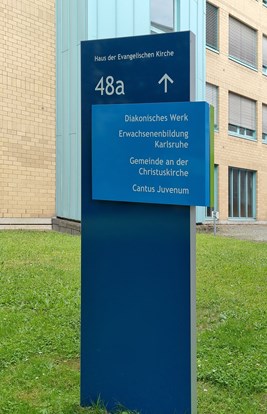 Haus der Evangelischen Kirche
48a ↑
Diakonisches Werk
Erwachsenenbildung
Karlsruhe
Gemeinde an der
Christuskirche
Cantus Juvenum